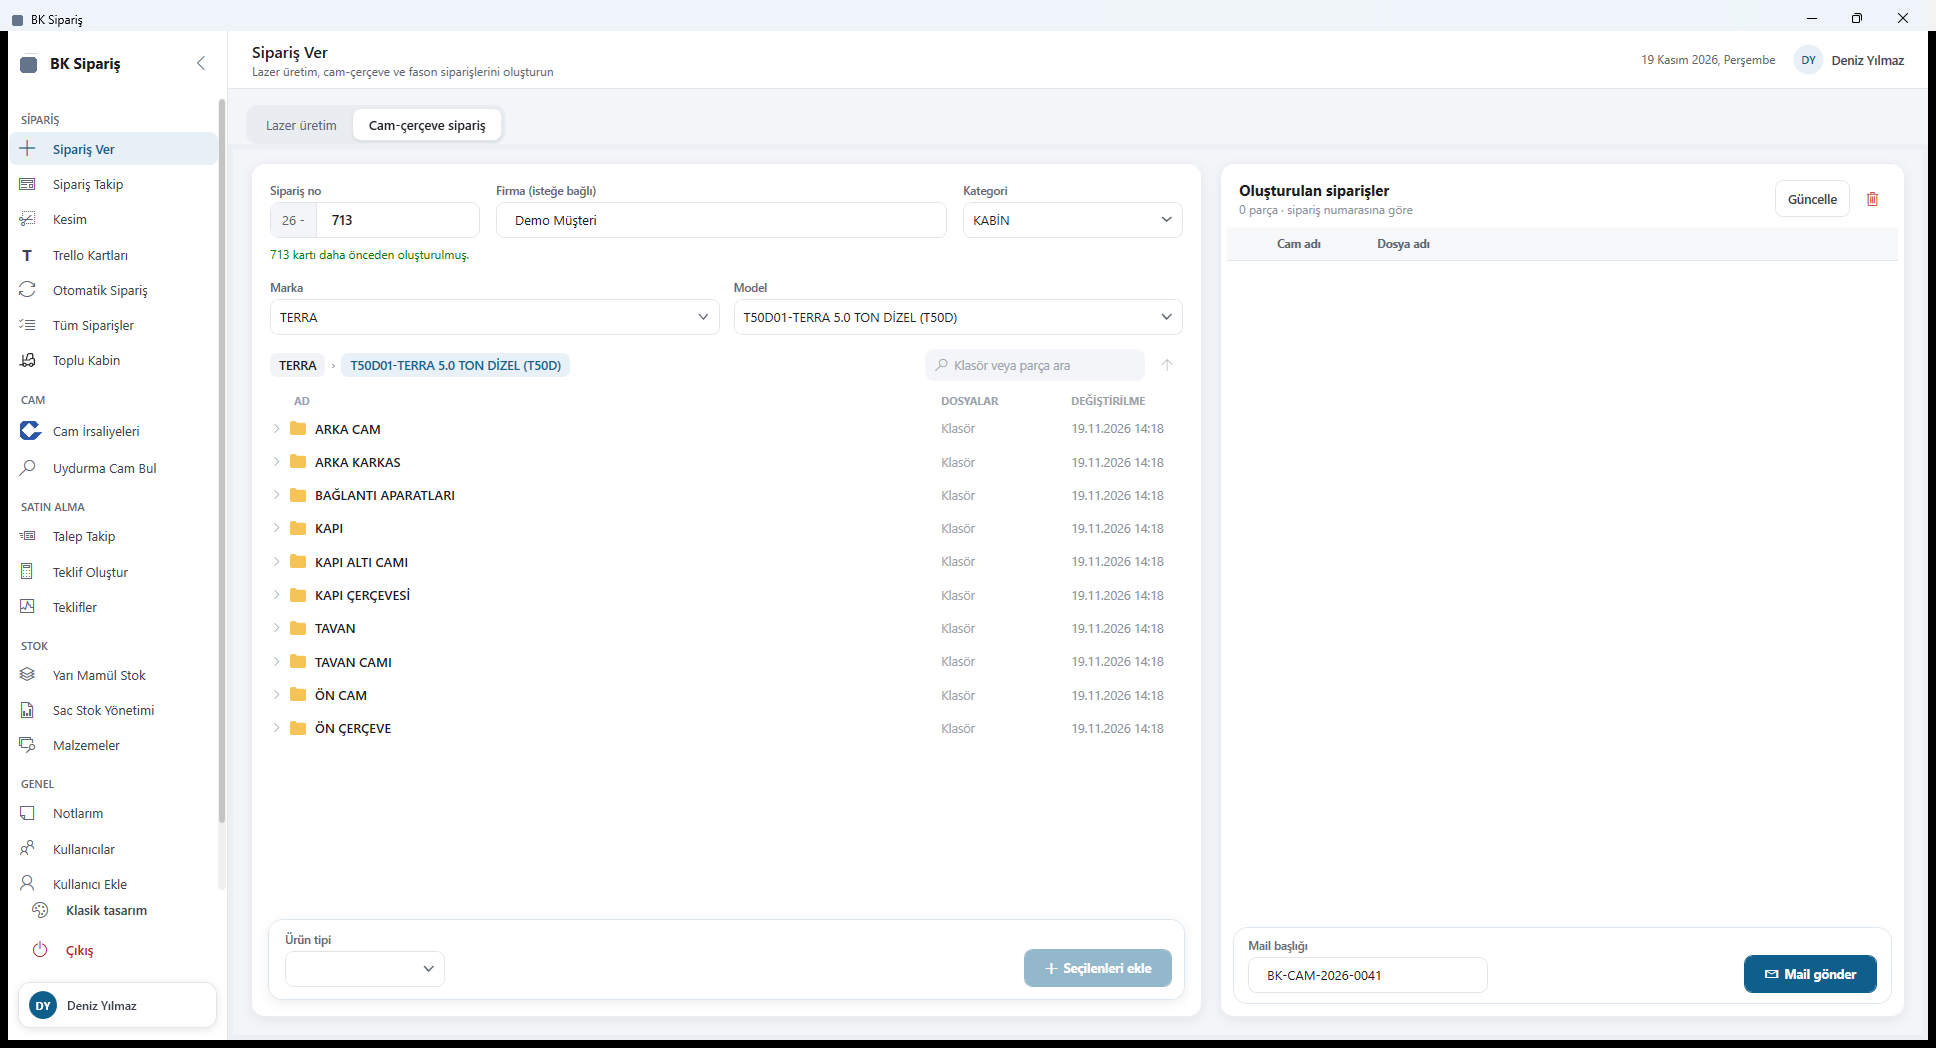 BK Sipariş
BK Sipariş
SİPARİŞ
Sipariş Ver
Sipariş Takip
Kesim
Trello Kartları
Otomatik Sipariş
Tüm Siparişler
Toplu Kabin
CAM
Cam İrsaliyeleri
Uydurma Cam Bul
SATIN ALMA
Talep Takip
Teklif Oluştur
Teklifler
STOK
Yarı Mamül Stok
Sac Stok Yönetimi
Malzemeler
GENEL
Notlarım
Kullanıcılar
Kullanıcı Ekle
Klasik tasarım
Çıkış
DY Deniz Yılmaz
Sipariş Ver
Lazer üretim, cam-çerçeve ve fason siparişlerini oluşturun
19 Kasım 2026, Perşembe DY Deniz Yılmaz
Lazer üretim Cam-çerçeve sipariş
Sipariş no Firma (isteğe bağlı) Kategori
26 - 713 Demo Müşteri KABİN
713 kartı daha önceden oluşturulmuş.
Marka Model
TERRA T50D01-TERRA 5.0 TON DİZEL (T50D)
TERRA › T50D01-TERRA 5.0 TON DİZEL (T50D) Klasör veya parça ara
AD DOSYALAR DEĞİŞTİRİLME
ARKA CAM Klasör 19.11.2026 14:18
ARKA KARKAS Klasör 19.11.2026 14:18
BAĞLANTI APARATLARI Klasör 19.11.2026 14:18
KAPI Klasör 19.11.2026 14:18
KAPI ALTI CAMI Klasör 19.11.2026 14:18
KAPI ÇERÇEVESİ Klasör 19.11.2026 14:18
TAVAN Klasör 19.11.2026 14:18
TAVAN CAMI Klasör 19.11.2026 14:18
ÖN CAM Klasör 19.11.2026 14:18
ÖN ÇERÇEVE Klasör 19.11.2026 14:18
Ürün tipi
Seçilenleri ekle
Oluşturulan siparişler
0 parça · sipariş numarasına göre
Güncelle
Cam adı Dosya adı
Mail başlığı
BK-CAM-2026-0041
Mail gönder